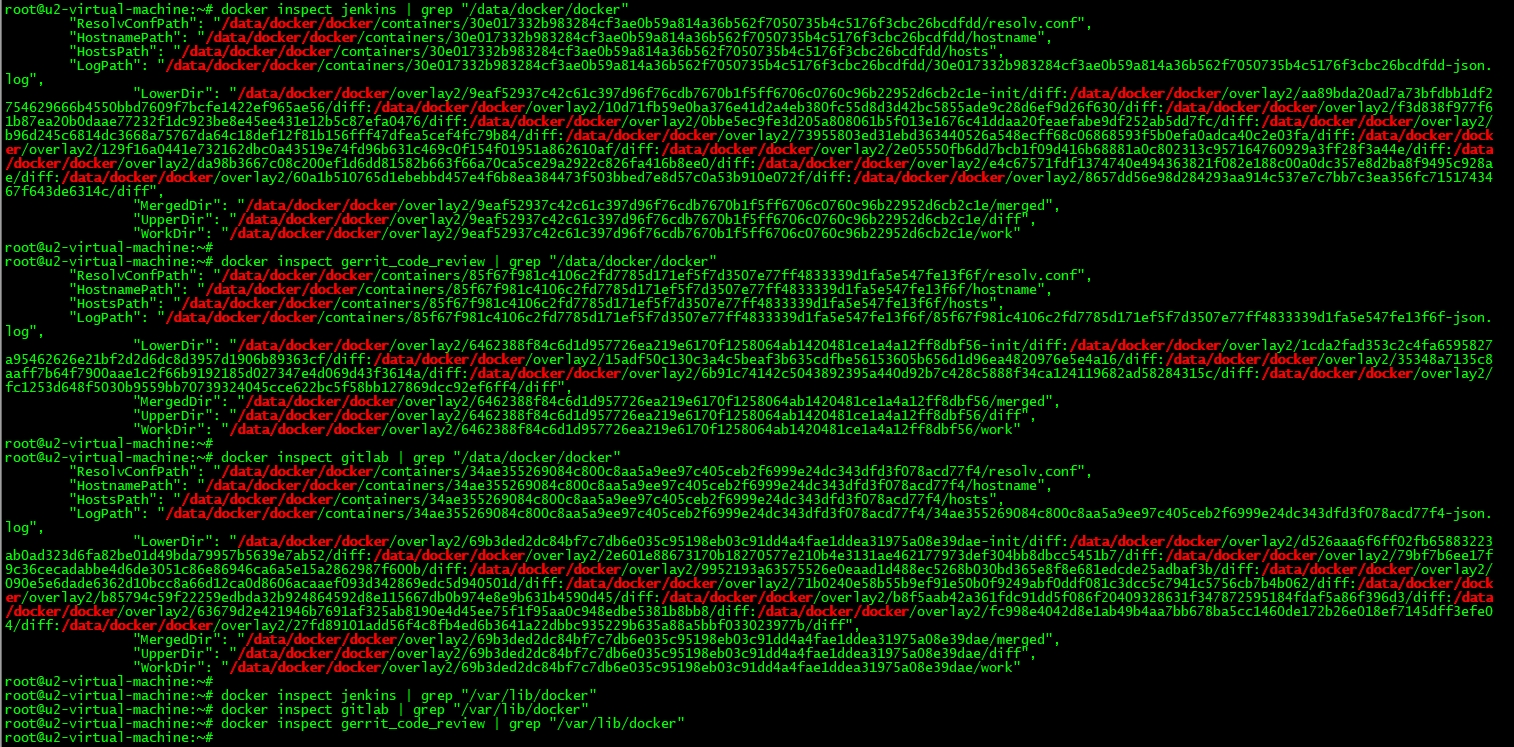 root@u2-virtual-machine:~# docker inspect jenkins | grep "/data/docker/docker"
        "ResolvConfPath": "/data/docker/docker/containers/30e017332b983284cf3ae0b59a814a36b562f7050735b4c5176f3cbc26bcdfdd/resolv.conf",
        "HostnamePath": "/data/docker/docker/containers/30e017332b983284cf3ae0b59a814a36b562f7050735b4c5176f3cbc26bcdfdd/hostname",
        "HostsPath": "/data/docker/docker/containers/30e017332b983284cf3ae0b59a814a36b562f7050735b4c5176f3cbc26bcdfdd/hosts",
        "LogPath": "/data/docker/docker/containers/30e017332b983284cf3ae0b59a814a36b562f7050735b4c5176f3cbc26bcdfdd/30e017332b983284cf3ae0b59a814a36b562f7050735b4c5176f3cbc26bcdfdd-json.
log",
                "LowerDir": "/data/docker/docker/overlay2/9eaf52937c42c61c397d96f76cdb7670b1f5ff6706c0760c96b22952d6cb2c1e-init/diff:/data/docker/docker/overlay2/aa89bda20ad7a73bfdbb1df2
754629666b4550bbd7609f7bcfe1422ef965ae56/diff:/data/docker/docker/overlay2/10d71fb59e0ba376e41d2a4eb380fc55d8d3d42bc5855ade9c28d6ef9d26f630/diff:/data/docker/docker/overlay2/f3d838f977f6
1b87ea20b0daae77232f1dc923be8e45ee431e12b5c87efa0476/diff:/data/docker/docker/overlay2/0bbe5ec9fe3d205a808061b5f013e1676c41ddaa20feaefabe9df252ab5dd7fc/diff:/data/docker/docker/overlay2/
b96d245c6814dc3668a75767da64c18def12f81b156fff47dfea5cef4fc79b84/diff:/data/docker/docker/overlay2/73955803ed31ebd363440526a548ecff68c06868593f5b0efa0adca40c2e03fa/diff:/data/docker/dock
er/overlay2/129f16a0441e732162dbc0a43519e74fd96b631c469c0f154f01951a862610af/diff:/data/docker/docker/overlay2/2e05550fb6dd7bcb1f09d416b68881a0c802313c957164760929a3ff28f3a44e/diff:/data
/docker/docker/overlay2/da98b3667c08c200ef1d6dd81582b663f66a70ca5ce29a2922c826fa416b8ee0/diff:/data/docker/docker/overlay2/e4c67571fdf1374740e494363821f082e188c00a0dc357e8d2ba8f9495c928a
e/diff:/data/docker/docker/overlay2/60a1b510765d1ebebbd457e4f6b8ea384473f503bbed7e8d57c0a53b910e072f/diff:/data/docker/docker/overlay2/8657dd56e98d284293aa914c537e7c7bb7c3ea356fc71517434
67f643de6314c/diff",
                "MergedDir": "/data/docker/docker/overlay2/9eaf52937c42c61c397d96f76cdb7670b1f5ff6706c0760c96b22952d6cb2c1e/merged",
                "UpperDir": "/data/docker/docker/overlay2/9eaf52937c42c61c397d96f76cdb7670b1f5ff6706c0760c96b22952d6cb2c1e/diff",
                "WorkDir": "/data/docker/docker/overlay2/9eaf52937c42c61c397d96f76cdb7670b1f5ff6706c0760c96b22952d6cb2c1e/work"
root@u2-virtual-machine:~#
root@u2-virtual-machine:~# docker inspect gerrit_code_review | grep "/data/docker/docker"
        "ResolvConfPath": "/data/docker/docker/containers/85f67f981c4106c2fd7785d171ef5f7d3507e77ff4833339d1fa5e547fe13f6f/resolv.conf",
        "HostnamePath": "/data/docker/docker/containers/85f67f981c4106c2fd7785d171ef5f7d3507e77ff4833339d1fa5e547fe13f6f/hostname",
        "HostsPath": "/data/docker/docker/containers/85f67f981c4106c2fd7785d171ef5f7d3507e77ff4833339d1fa5e547fe13f6f/hosts",
        "LogPath": "/data/docker/docker/containers/85f67f981c4106c2fd7785d171ef5f7d3507e77ff4833339d1fa5e547fe13f6f/85f67f981c4106c2fd7785d171ef5f7d3507e77ff4833339d1fa5e547fe13f6f-json.
log",
                "LowerDir": "/data/docker/docker/overlay2/6462388f84c6d1d957726ea219e6170f1258064ab1420481ce1a4a12ff8dbf56-init/diff:/data/docker/docker/overlay2/1cda2fad353c2c4fa6595827
a95462626e21bf2d2d6dc8d3957d1906b89363cf/diff:/data/docker/docker/overlay2/15adf50c130c3a4c5beaf3b635cdfbe56153605b656d1d96ea4820976e5e4a16/diff:/data/docker/docker/overlay2/35348a7135c8
aaff7b64f7900aae1c2f66b9192185d027347e4d069d43f3614a/diff:/data/docker/docker/overlay2/6b91c74142c5043892395a440d92b7c428c5888f34ca124119682ad58284315c/diff:/data/docker/docker/overlay2/
fc1253d648f5030b9559bb70739324045cce622bc5f58bb127869dcc92ef6ff4/diff",
                "MergedDir": "/data/docker/docker/overlay2/6462388f84c6d1d957726ea219e6170f1258064ab1420481ce1a4a12ff8dbf56/merged",
                "UpperDir": "/data/docker/docker/overlay2/6462388f84c6d1d957726ea219e6170f1258064ab1420481ce1a4a12ff8dbf56/diff",
                "WorkDir": "/data/docker/docker/overlay2/6462388f84c6d1d957726ea219e6170f1258064ab1420481ce1a4a12ff8dbf56/work"
root@u2-virtual-machine:~#
root@u2-virtual-machine:~# docker inspect gitlab | grep "/data/docker/docker"
        "ResolvConfPath": "/data/docker/docker/containers/34ae355269084c800c8aa5a9ee97c405ceb2f6999e24dc343dfd3f078acd77f4/resolv.conf",
        "HostnamePath": "/data/docker/docker/containers/34ae355269084c800c8aa5a9ee97c405ceb2f6999e24dc343dfd3f078acd77f4/hostname",
        "HostsPath": "/data/docker/docker/containers/34ae355269084c800c8aa5a9ee97c405ceb2f6999e24dc343dfd3f078acd77f4/hosts",
        "LogPath": "/data/docker/docker/containers/34ae355269084c800c8aa5a9ee97c405ceb2f6999e24dc343dfd3f078acd77f4/34ae355269084c800c8aa5a9ee97c405ceb2f6999e24dc343dfd3f078acd77f4-json.
log",
                "LowerDir": "/data/docker/docker/overlay2/69b3ded2dc84bf7c7db6e035c95198eb03c91dd4a4fae1ddea31975a08e39dae-init/diff:/data/docker/docker/overlay2/d526aaa6f6ff02fb65883223
ab0ad323d6fa82be01d49bda79957b5639e7ab52/diff:/data/docker/docker/overlay2/2e601e88673170b18270577e210b4e3131ae462177973def304bb8dbcc5451b7/diff:/data/docker/docker/overlay2/79bf7b6ee17f
9c36cecadabbe4d6de3051c86e86946ca6a5e15a2862987f600b/diff:/data/docker/docker/overlay2/9952193a63575526e0eaad1d488ec5268b030bd365e8f8e681edcde25adbaf3b/diff:/data/docker/docker/overlay2/
090e5e6dade6362d10bcc8a66d12ca0d8606acaaef093d342869edc5d940501d/diff:/data/docker/docker/overlay2/71b0240e58b55b9ef91e50b0f9249abf0ddf081c3dcc5c7941c5756cb7b4b062/diff:/data/docker/dock
er/overlay2/b85794c59f22259edbda32b924864592d8e115667db0b974e8e9b631b4590d45/diff:/data/docker/docker/overlay2/b8f5aab42a361fdc91dd5f086f20409328631f347872595184fdaf5a86f396d3/diff:/data
/docker/docker/overlay2/63679d2e421946b7691af325ab8190e4d45ee75f1f95aa0c948edbe5381b8bb8/diff:/data/docker/docker/overlay2/fc998e4042d8e1ab49b4aa7bb678ba5cc1460de172b26e018ef7145dff3efe0
4/diff:/data/docker/docker/overlay2/27fd89101add56f4c8fb4ed6b3641a22dbbc935229b635a88a5bbf033023977b/diff",
                "MergedDir": "/data/docker/docker/overlay2/69b3ded2dc84bf7c7db6e035c95198eb03c91dd4a4fae1ddea31975a08e39dae/merged",
                "UpperDir": "/data/docker/docker/overlay2/69b3ded2dc84bf7c7db6e035c95198eb03c91dd4a4fae1ddea31975a08e39dae/diff",
                "WorkDir": "/data/docker/docker/overlay2/69b3ded2dc84bf7c7db6e035c95198eb03c91dd4a4fae1ddea31975a08e39dae/work"
root@u2-virtual-machine:~#
root@u2-virtual-machine:~# docker inspect jenkins | grep "/var/lib/docker"
root@u2-virtual-machine:~# docker inspect gitlab | grep "/var/lib/docker"
root@u2-virtual-machine:~# docker inspect gerrit_code_review | grep "/var/lib/docker"
root@u2-virtual-machine:~#